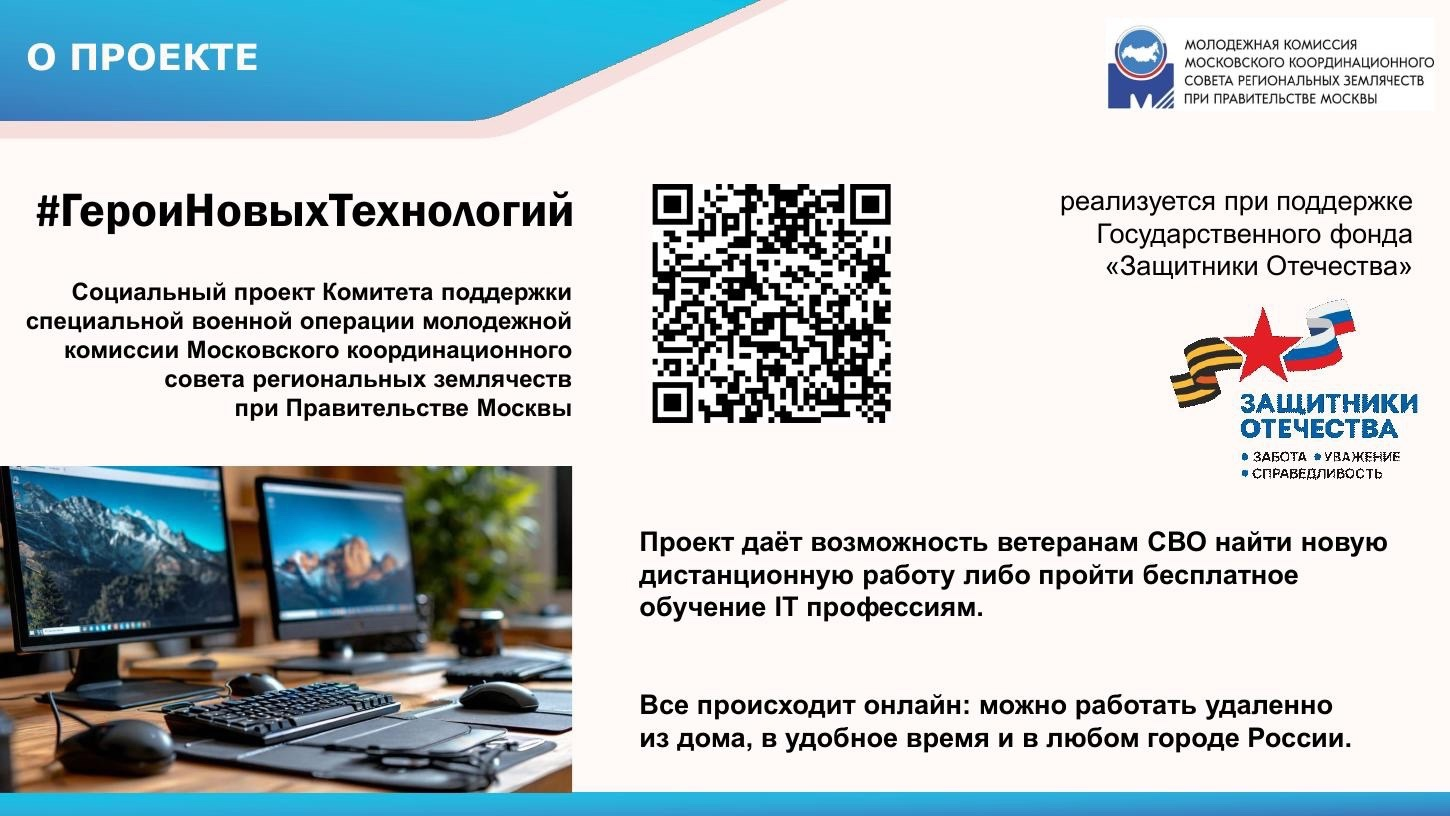 О ПРОЕКТЕ
МОЛОДЕЖНАЯ КОМИССИЯ
МОСКОВСКОГО КООРДИНАЦИОННОГО
СОВЕТА РЕГИОНАЛЬНЫХ ЗЕМЛЯЧЕСТВ
ПРИ ПРАВИТЕЛЬСТВЕ МОСКВЫ
#ГероиНовыхТехнологий
Социальный проект Комитета поддержки
специальной военной операции молодежной
комиссии Московского координационного
совета региональных землячеств
при Правительстве Москвы
реализуется при поддержке
Государственного фонда
«Защитники Отечества»
ЗАЩИТНИКИ
ОТЕЧЕСТВА
• ЗАБОТА • УВАЖЕНИЕ
• СПРАВЕДЛИВОСТЬ
Проект даёт возможность ветеранам СВО найти новую
дистанционную работу либо пройти бесплатное
обучение IT профессиям.
Все происходит онлайн: можно работать удаленно
из дома, в удобное время и в любом городе России.